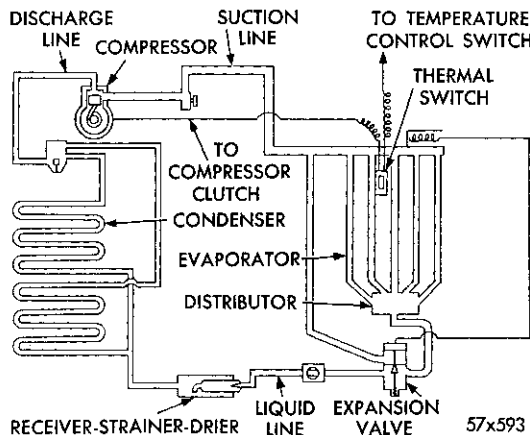 DISCHARGE
LINE
COMPRESSOR
SUCTION
LINE
TO TEMPERATURE
CONTROL SWITCH
THERMAL
SWITCH
TO
COMPRESSOR
CLUTCH
CONDENSER
EVAPORATOR
DISTRIBUTOR
RECEIVER-STRAINER-DRIER
LIQUID
LINE
EXPANSION
VALVE
57x593